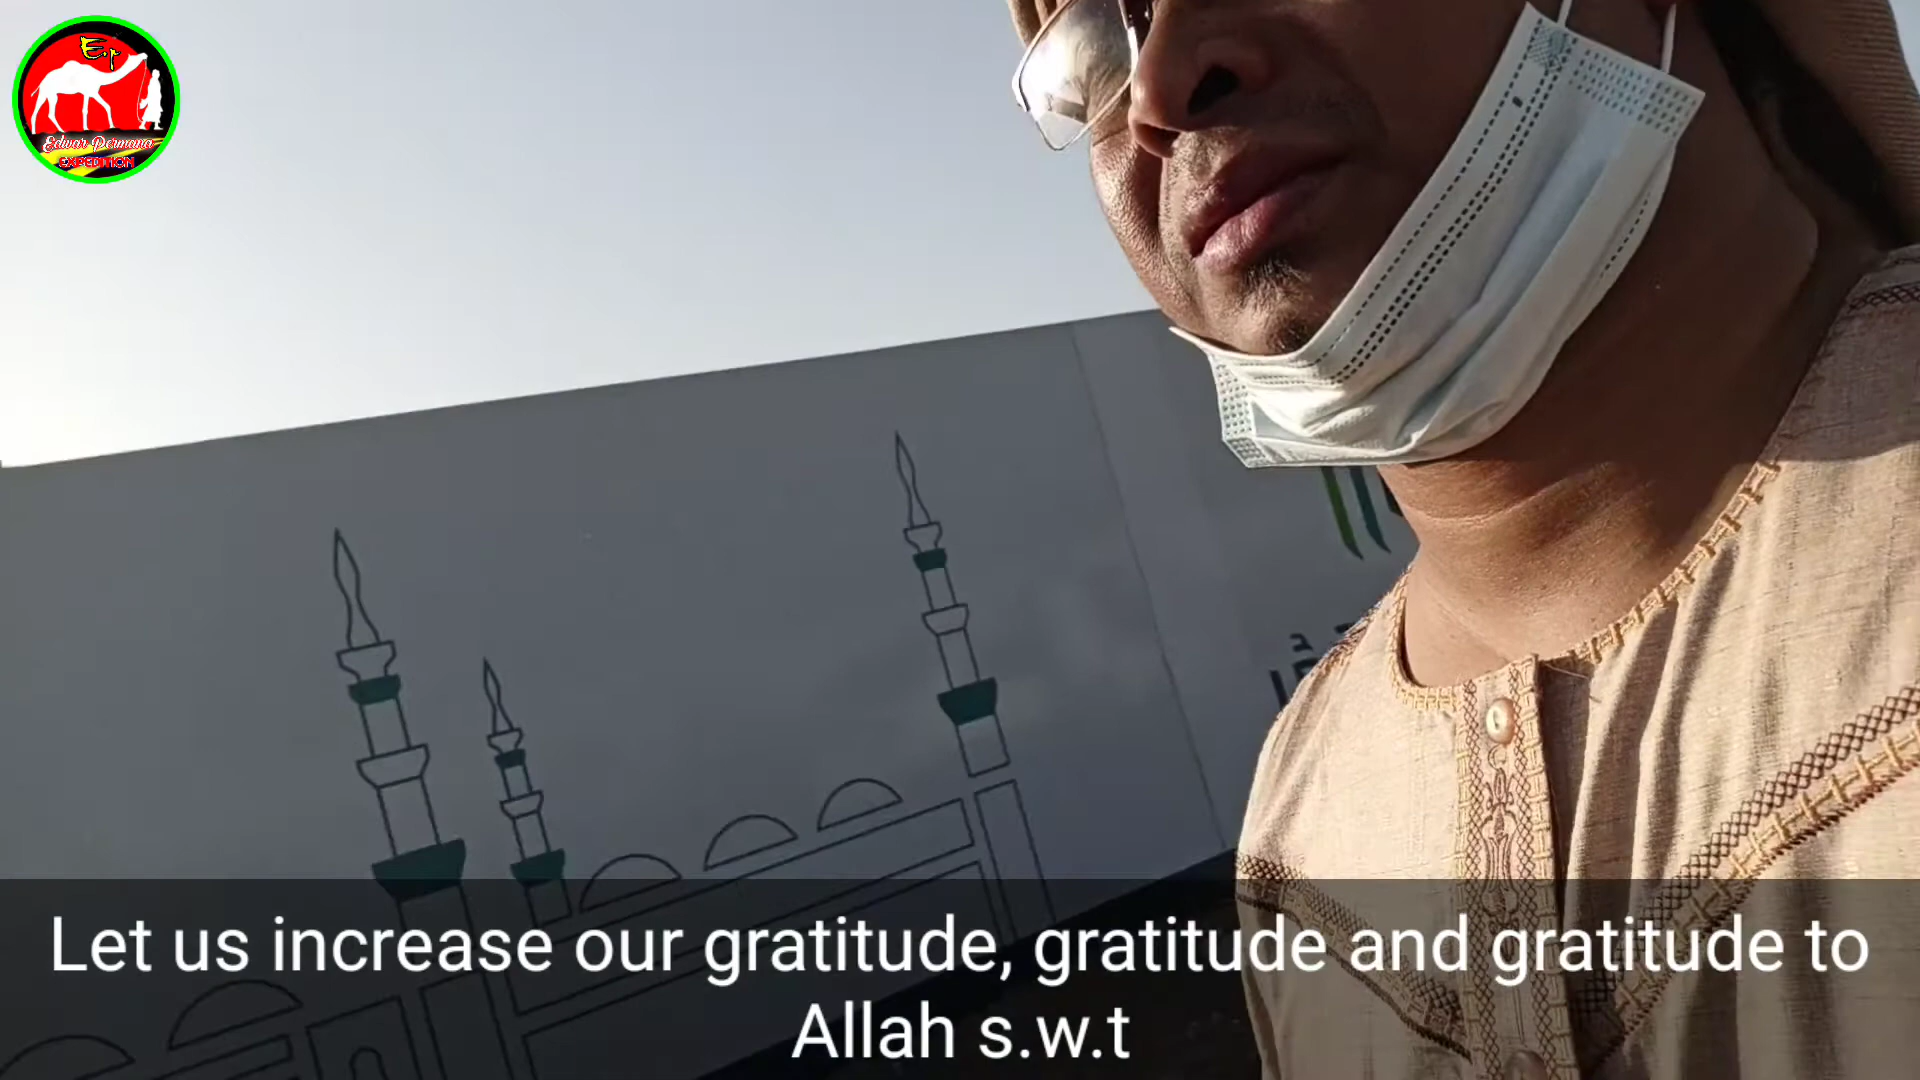 E.p
Edwar Permana
EXPEDITION
Let us increase our gratitude, gratitude and gratitude to
Allah s.w.t